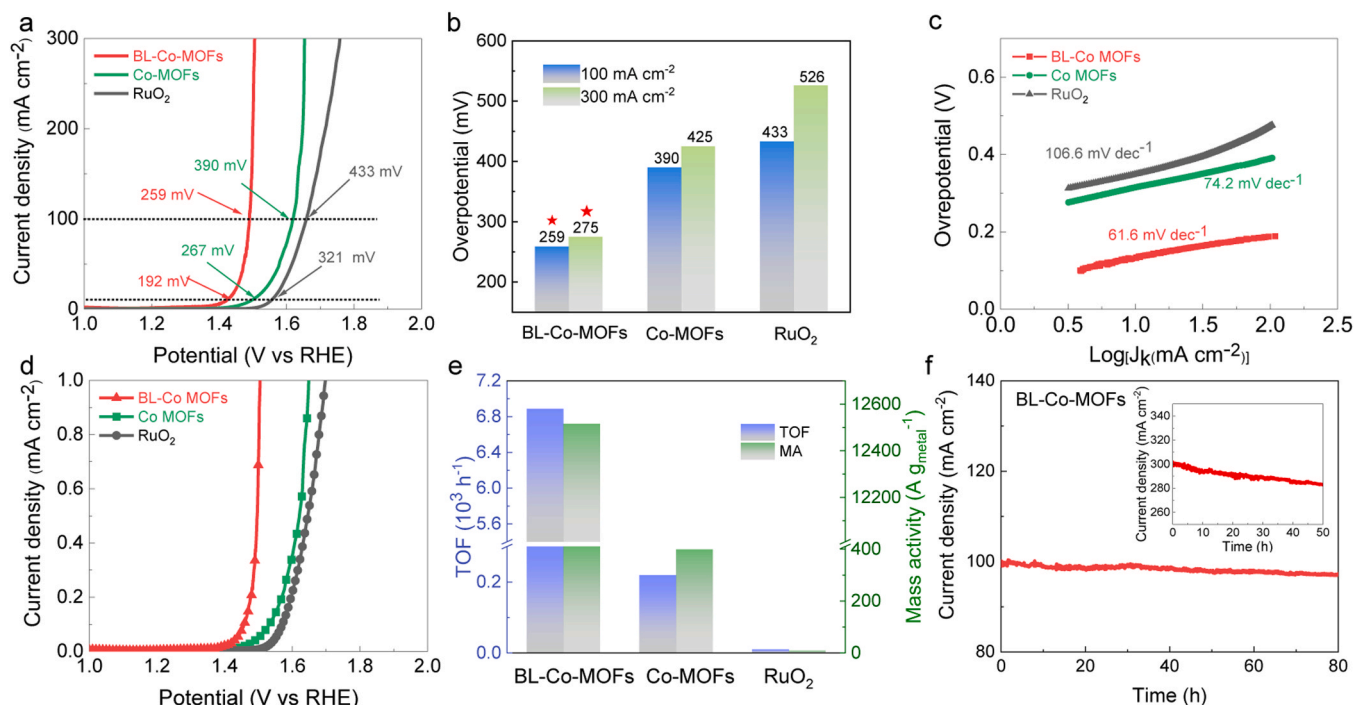 a
300
200
100
0
Current density (mA cm⁻²)
BL-Co-MOFs
Co-MOFs
RuO₂
390 mV
259 mV
433 mV
267 mV
192 mV
321 mV
1.0 1.2 1.4 1.6 1.8 2.0
Potential (V vs RHE)
b
600
500
400
300
200
Overpotential (mV)
100 mA cm⁻²
300 mA cm⁻²
259
275
390
425
433
526
BL-Co-MOFs Co-MOFs RuO₂
c
0.6
0.4
0.2
0.0
Ovrepotential (V)
BL-Co MOFs
Co MOFs
RuO₂
106.6 mV dec⁻¹
74.2 mV dec⁻¹
61.6 mV dec⁻¹
0.0 0.5 1.0 1.5 2.0 2.5
Log[Jk(mA cm⁻²)]
d
1.0
0.8
0.6
0.4
0.2
0.0
Current density (mA cm⁻²)
BL-Co MOFs
Co MOFs
RuO₂
1.0 1.2 1.4 1.6 1.8 2.0
Potential (V vs RHE)
e
7.2
6.8
6.4
6.0
5.6
0.2
0.0
TOF (10³ h⁻¹)
TOF
MA
12600
12400
12200
400
200
0
Mass activity (A gmetal⁻¹)
BL-Co-MOFs Co-MOFs RuO₂
f
140
120
100
80
Current density (mA cm⁻²)
BL-Co-MOFs
340
320
300
280
260
Current density (mA cm⁻²)
0 10 20 30 40 50
Time (h)
0 20 40 60 80
Time (h)